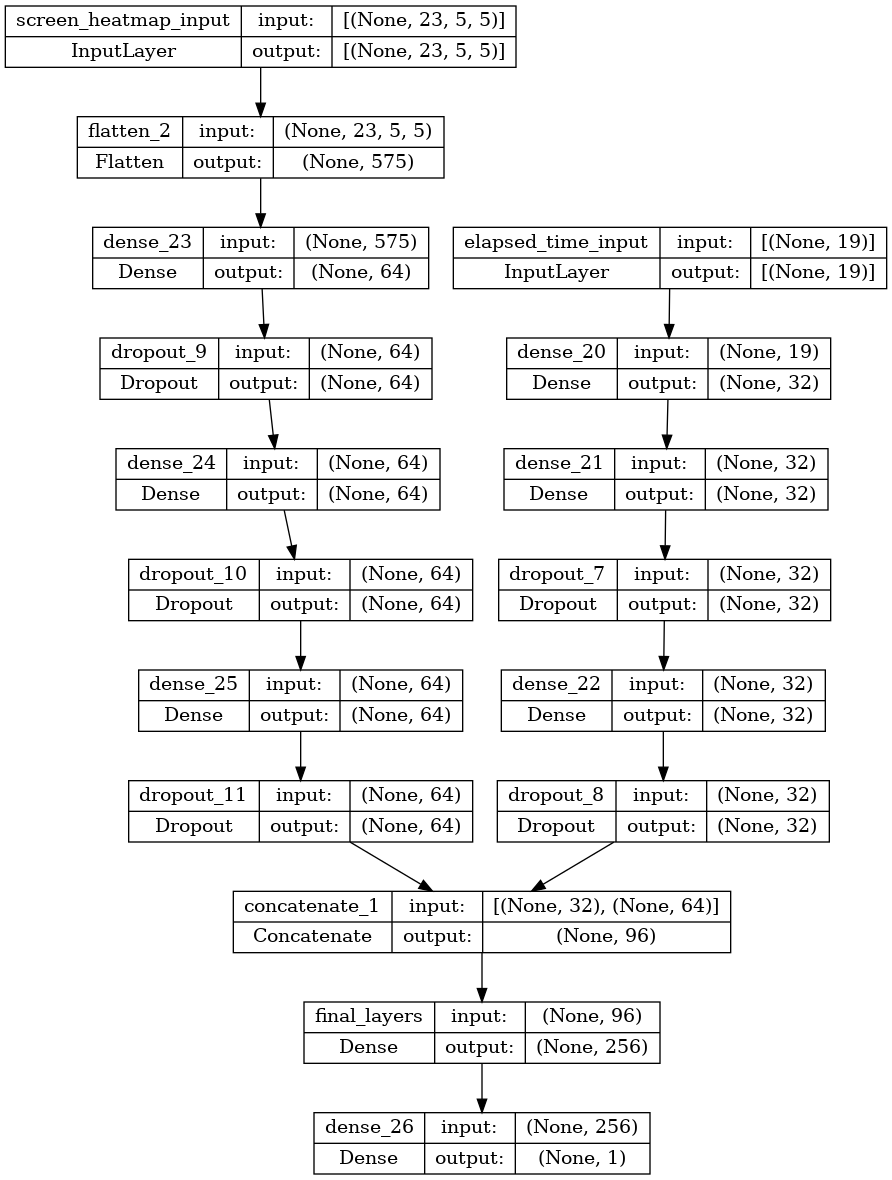 screen_heatmap_input input: [(None, 23, 5, 5)]
InputLayer output: [(None, 23, 5, 5)]
flatten_2 input: (None, 23, 5, 5)
Flatten output: (None, 575)
dense_23 input: (None, 575)
Dense output: (None, 64)
elapsed_time_input input: [(None, 19)]
InputLayer output: [(None, 19)]
dropout_9 input: (None, 64)
Dropout output: (None, 64)
dense_20 input: (None, 19)
Dense output: (None, 32)
dense_24 input: (None, 64)
Dense output: (None, 64)
dense_21 input: (None, 32)
Dense output: (None, 32)
dropout_10 input: (None, 64)
Dropout output: (None, 64)
dropout_7 input: (None, 32)
Dropout output: (None, 32)
dense_25 input: (None, 64)
Dense output: (None, 64)
dense_22 input: (None, 32)
Dense output: (None, 32)
dropout_11 input: (None, 64)
Dropout output: (None, 64)
dropout_8 input: (None, 32)
Dropout output: (None, 32)
concatenate_1 input: [(None, 32), (None, 64)]
Concatenate output: (None, 96)
final_layers input: (None, 96)
Dense output: (None, 256)
dense_26 input: (None, 256)
Dense output: (None, 1)